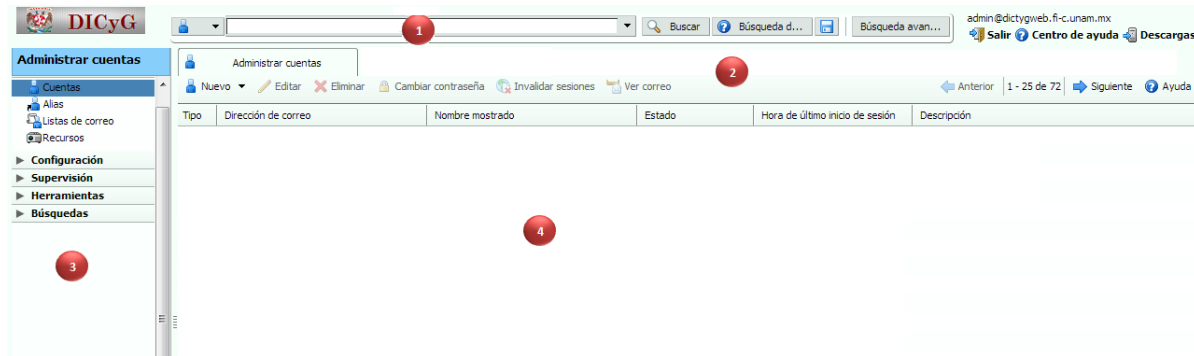 DICyG
1
Buscar
Búsqueda d...
Búsqueda avan...
admin@dictygweb.fi-c.unam.mx
Salir Centro de ayuda Descargas
Administrar cuentas
Administrar cuentas
2
Cuentas
Alias
Listas de correo
Recursos
Configuración
Supervisión
Herramientas
Búsquedas
3
Nuevo Editar Eliminar Cambiar contraseña Invalidar sesiones Ver correo
Anterior 1 - 25 de 72 Siguiente Ayuda
Tipo Dirección de correo Nombre mostrado Estado Hora de último inicio de sesión Descripción
4